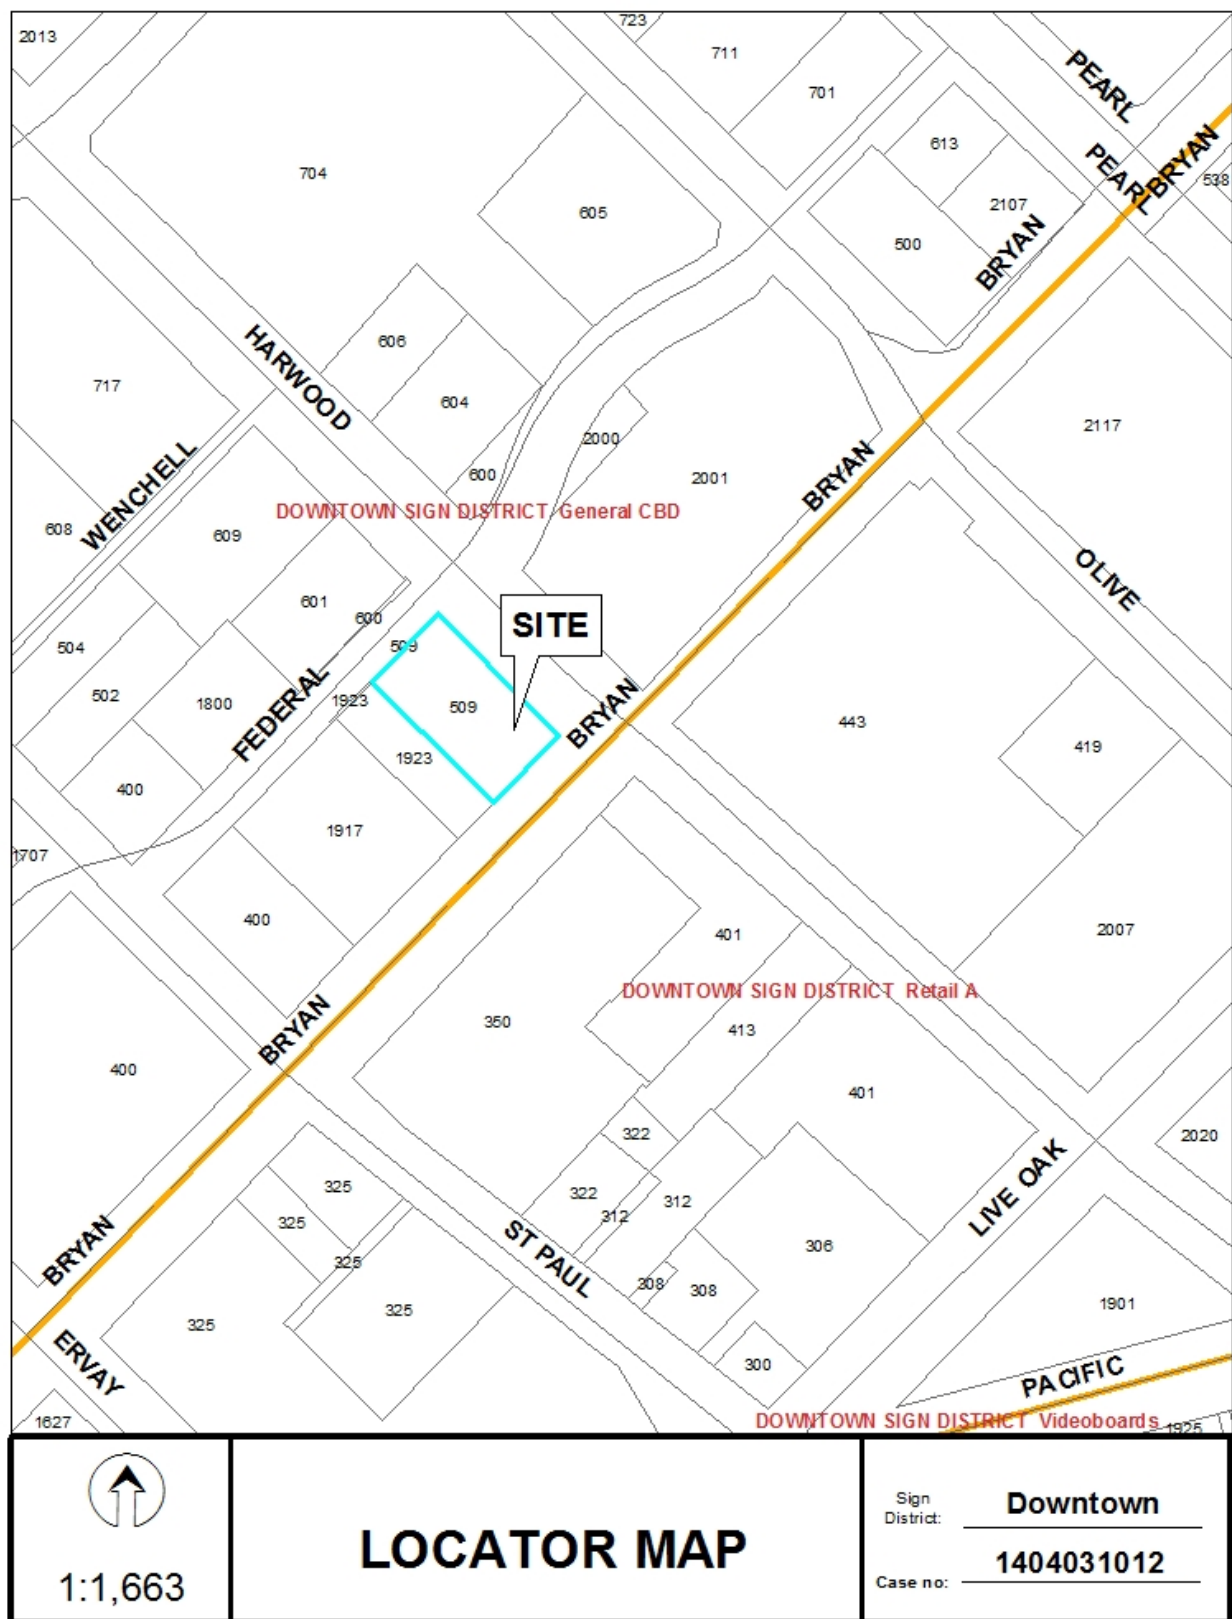 2013
723
711
701
PEARL
704
605
613
2107
500
BRYAN
PEARL
BRYAN
538
717
HARWOOD
606
604
600
2000
2001
BRYAN
2117
WENCHELL
608
609
DOWNTOWN SIGN DISTRICT General CBD
OLIVE
601
600
509
SITE
504
502
1800
FEDERAL
1923
509
BRYAN
443
419
1923
400
1917
1707
400
401
2007
DOWNTOWN SIGN DISTRICT Retail A
350
413
BRYAN
400
401
322
2020
325
322
312
312
LIVE OAK
325
325
BRYAN
ST PAUL
306
308
308
325
325
1901
300
ERVAY
PACIFIC
1627
DOWNTOWN SIGN DISTRICT Videoboards
1925
1:1,663
LOCATOR MAP
Sign District: Downtown
Case no: 1404031012